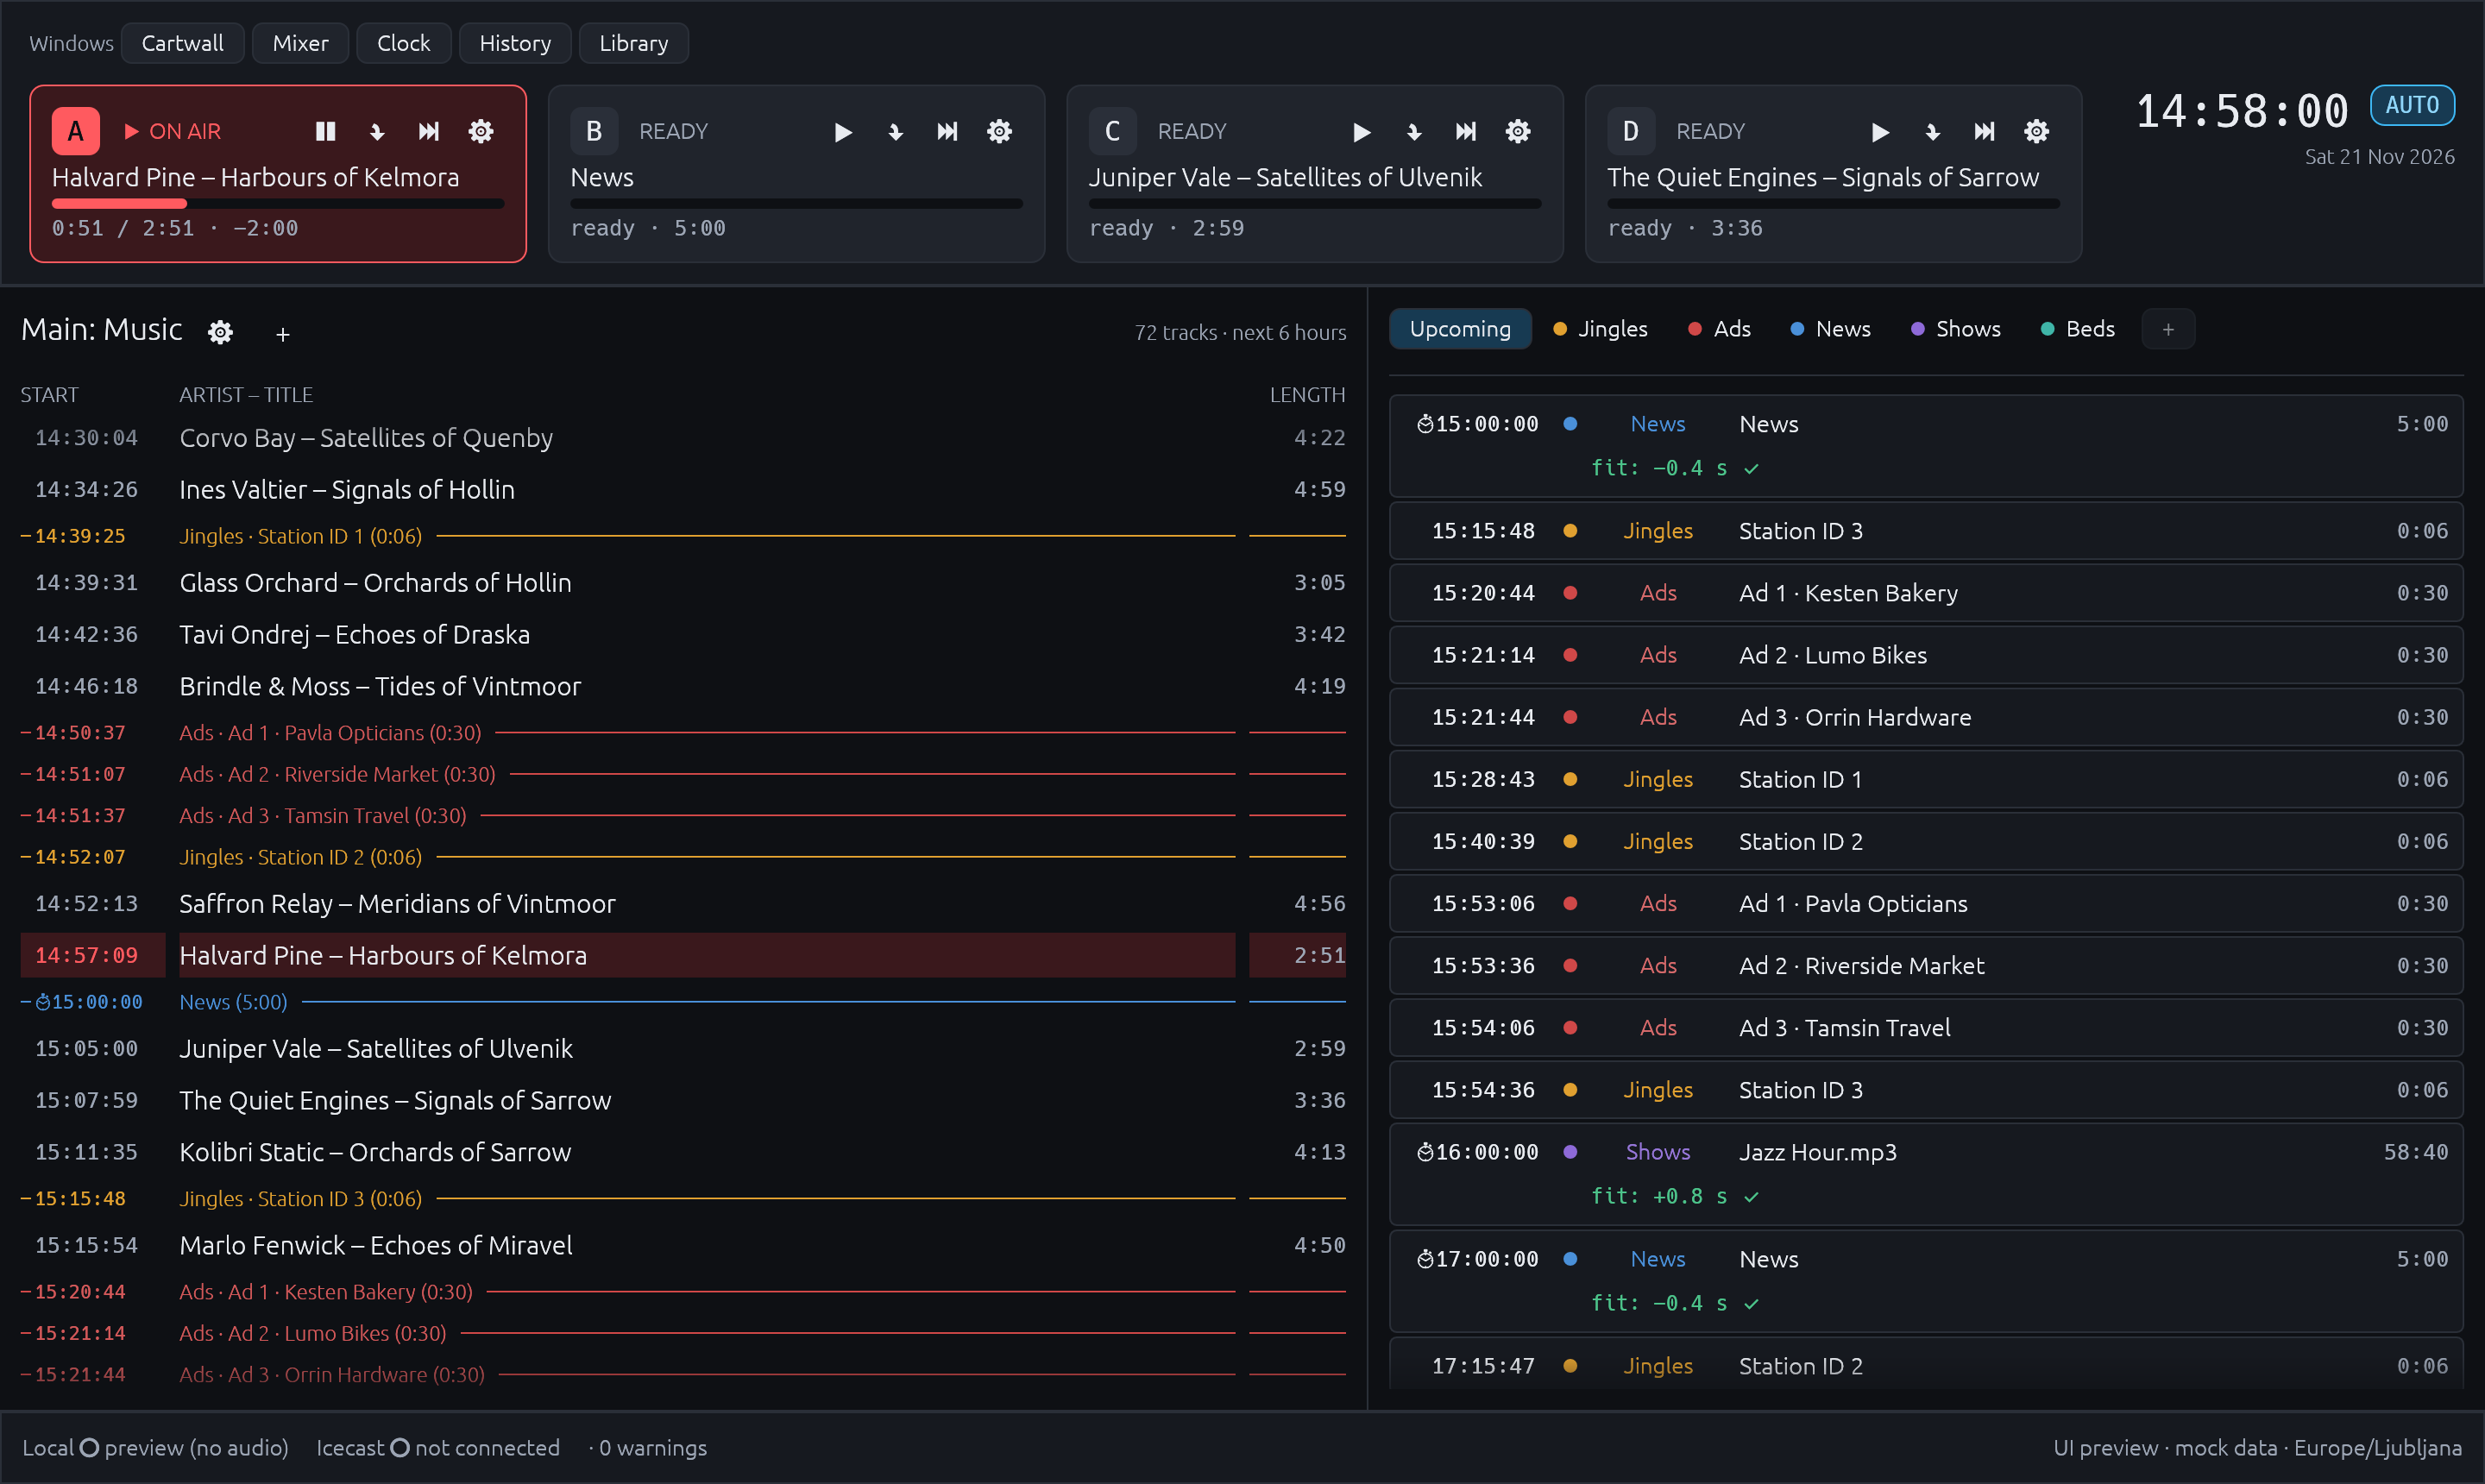 Windows Cartwall Mixer Clock History Library
A ▶ ON AIR
Halvard Pine – Harbours of Kelmora
0:51 / 2:51 · −2:00
B READY
News
ready · 5:00
C READY
Juniper Vale – Satellites of Ulvenik
ready · 2:59
D READY
The Quiet Engines – Signals of Sarrow
ready · 3:36
14:58:00 AUTO
Sat 21 Nov 2026
Main: Music + 72 tracks · next 6 hours
START ARTIST – TITLE LENGTH
14:30:04 Corvo Bay – Satellites of Quenby 4:22
14:34:26 Ines Valtier – Signals of Hollin 4:59
14:39:25 Jingles · Station ID 1 (0:06)
14:39:31 Glass Orchard – Orchards of Hollin 3:05
14:42:36 Tavi Ondrej – Echoes of Draska 3:42
14:46:18 Brindle & Moss – Tides of Vintmoor 4:19
14:50:37 Ads · Ad 1 · Pavla Opticians (0:30)
14:51:07 Ads · Ad 2 · Riverside Market (0:30)
14:51:37 Ads · Ad 3 · Tamsin Travel (0:30)
14:52:07 Jingles · Station ID 2 (0:06)
14:52:13 Saffron Relay – Meridians of Vintmoor 4:56
14:57:09 Halvard Pine – Harbours of Kelmora 2:51
15:00:00 News (5:00)
15:05:00 Juniper Vale – Satellites of Ulvenik 2:59
15:07:59 The Quiet Engines – Signals of Sarrow 3:36
15:11:35 Kolibri Static – Orchards of Sarrow 4:13
15:15:48 Jingles · Station ID 3 (0:06)
15:15:54 Marlo Fenwick – Echoes of Miravel 4:50
15:20:44 Ads · Ad 1 · Kesten Bakery (0:30)
15:21:14 Ads · Ad 2 · Lumo Bikes (0:30)
15:21:44 Ads · Ad 3 · Orrin Hardware (0:30)
Upcoming Jingles Ads News Shows Beds +
15:00:00 News News 5:00
fit: −0.4 s ✓
15:15:48 Jingles Station ID 3 0:06
15:20:44 Ads Ad 1 · Kesten Bakery 0:30
15:21:14 Ads Ad 2 · Lumo Bikes 0:30
15:21:44 Ads Ad 3 · Orrin Hardware 0:30
15:28:43 Jingles Station ID 1 0:06
15:40:39 Jingles Station ID 2 0:06
15:53:06 Ads Ad 1 · Pavla Opticians 0:30
15:53:36 Ads Ad 2 · Riverside Market 0:30
15:54:06 Ads Ad 3 · Tamsin Travel 0:30
15:54:36 Jingles Station ID 3 0:06
16:00:00 Shows Jazz Hour.mp3 58:40
fit: +0.8 s ✓
17:00:00 News News 5:00
fit: −0.4 s ✓
17:15:47 Jingles Station ID 2 0:06
Local preview (no audio) Icecast not connected · 0 warnings
UI preview · mock data · Europe/Ljubljana